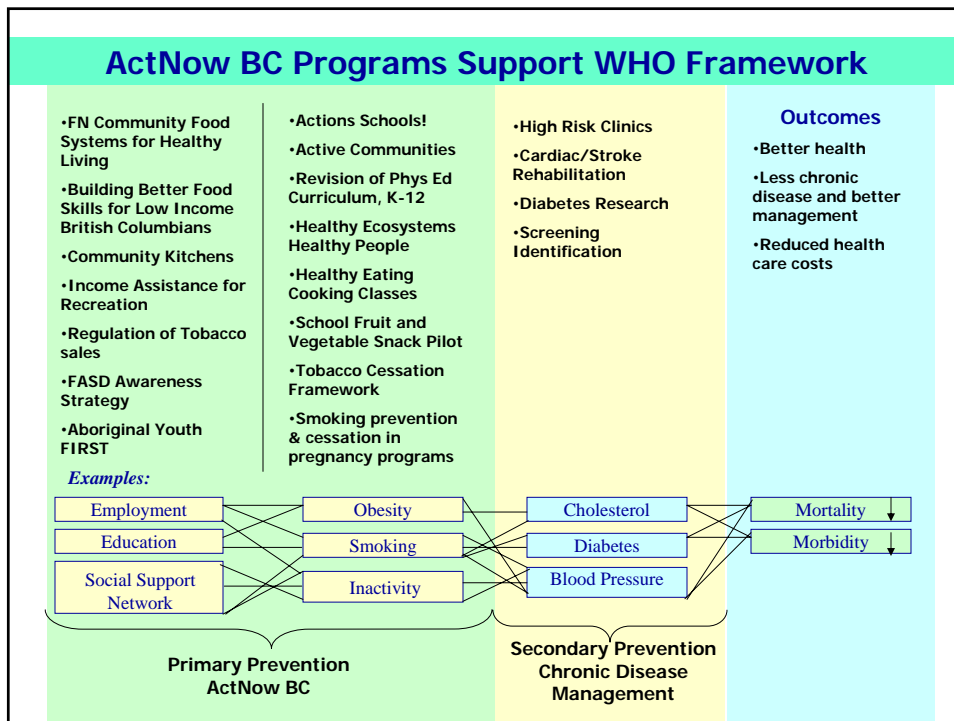 ActNow BC Programs Support WHO Framework
•FN Community Food
Systems for Healthy
Living
•Building Better Food
Skills for Low Income
British Columbians
•Community Kitchens
•Income Assistance for
Recreation
•Regulation of Tobacco
sales
•FASD Awareness
Strategy
•Aboriginal Youth
FIRST
•Actions Schools!
•Active Communities
•Revision of Phys Ed
Curriculum, K-12
•Healthy Ecosystems
Healthy People
•Healthy Eating
Cooking Classes
•School Fruit and
Vegetable Snack Pilot
•Tobacco Cessation
Framework
•Smoking prevention
& cessation in
pregnancy programs
•High Risk Clinics
•Cardiac/Stroke
Rehabilitation
•Diabetes Research
•Screening
Identification
Outcomes
•Better health
•Less chronic
disease and better
management
•Reduced health
care costs
Examples:
Employment
Education
Social Support
Network
Obesity
Smoking
Inactivity
Cholesterol
Diabetes
Blood Pressure
Mortality
Morbidity
Primary Prevention
ActNow BC
Secondary Prevention
Chronic Disease
Management